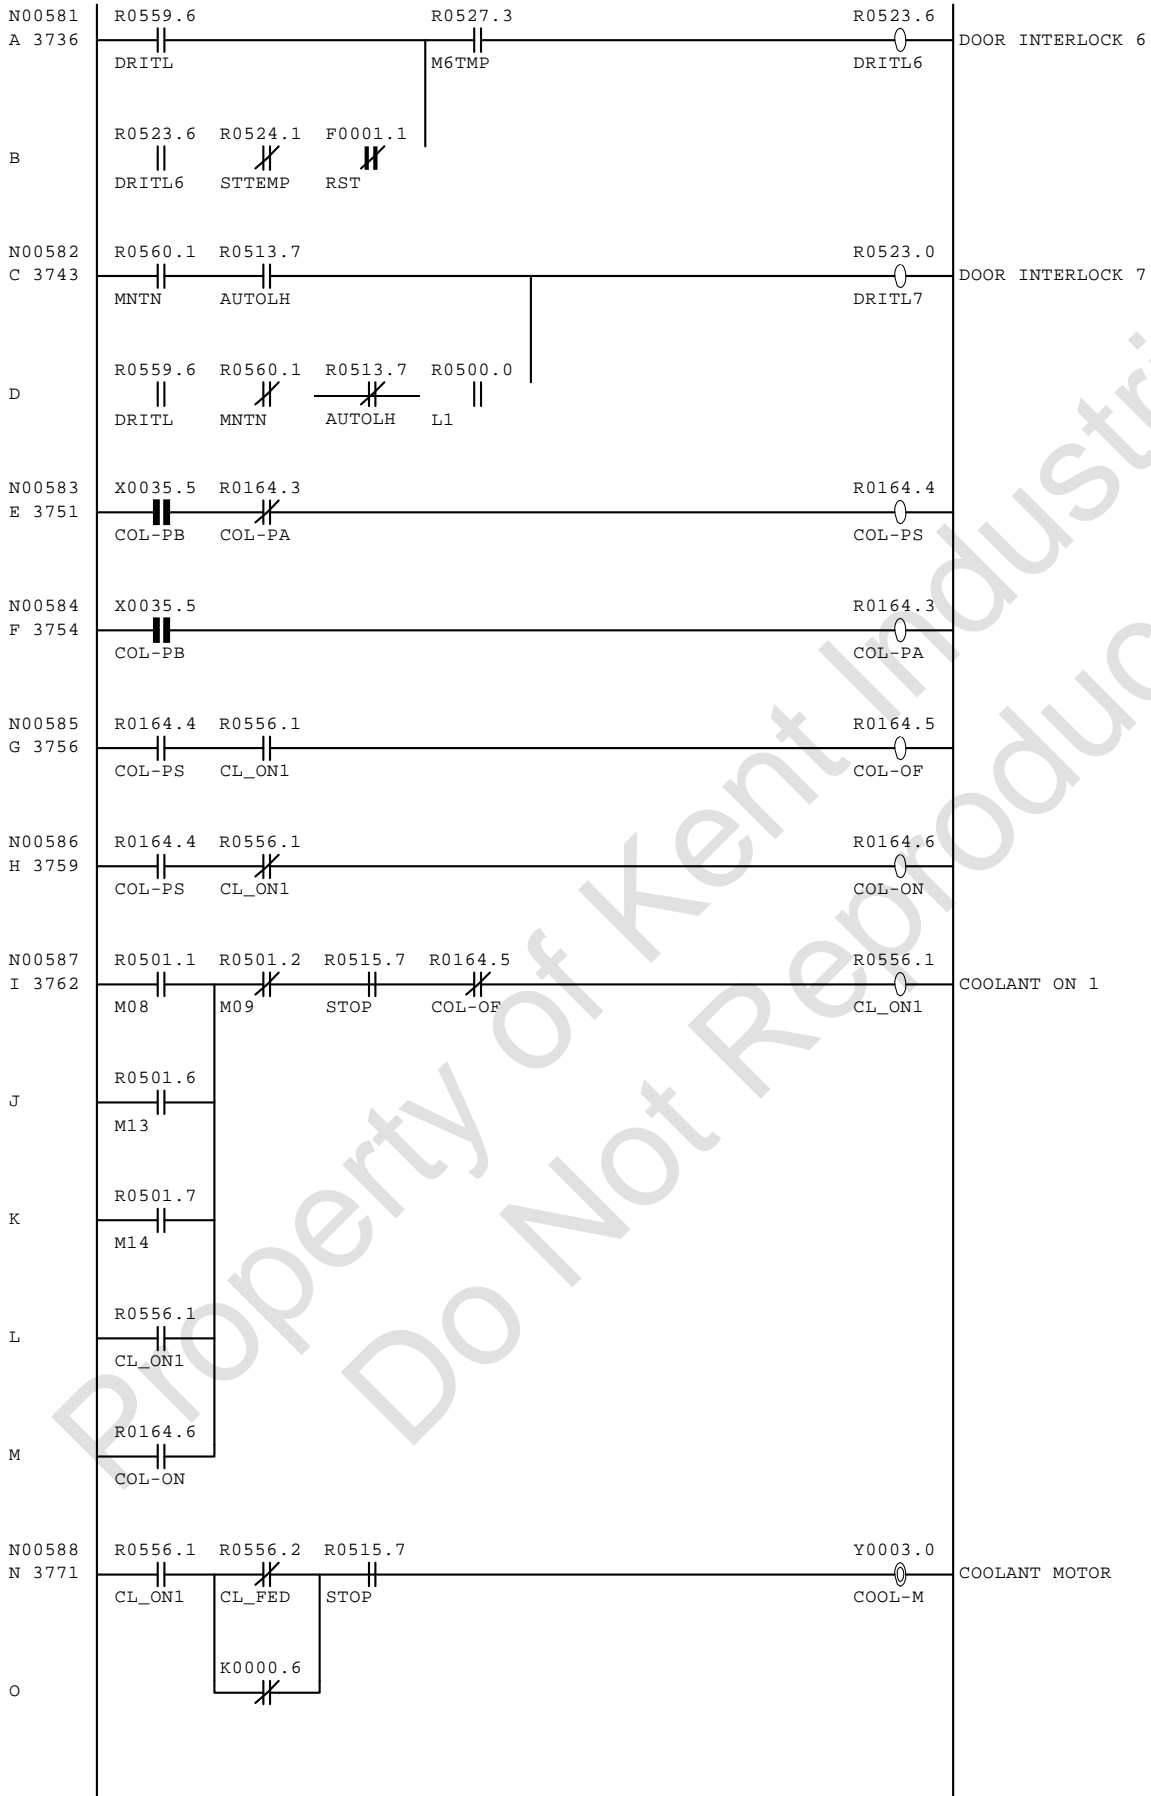 N00581 R0559.6 R0527.3 R0523.6
A 3736 DOOR INTERLOCK 6
DRITL M6TMP DRITL6
R0523.6 R0524.1 F0001.1
B
DRITL6 STTEMP RST
N00582 R0560.1 R0513.7 R0523.0
C 3743 DOOR INTERLOCK 7
MNTN AUTOLH DRITL7
R0559.6 R0560.1 R0513.7 R0500.0
D
DRITL MNTN AUTOLH L1
N00583 X0035.5 R0164.3 R0164.4
E 3751
COL-PB COL-PA COL-PS
N00584 X0035.5 R0164.3
F 3754
COL-PB COL-PA
N00585 R0164.4 R0556.1 R0164.5
G 3756
COL-PS CL_ON1 COL-OF
N00586 R0164.4 R0556.1 R0164.6
H 3759
COL-PS CL_ON1 COL-ON
N00587 R0501.1 R0501.2 R0515.7 R0164.5 R0556.1
I 3762 COOLANT ON 1
M08 M09 STOP COL-OF CL_ON1
R0501.6
J
M13
R0501.7
K
M14
R0556.1
L
CL_ON1
R0164.6
M
COL-ON
N00588 R0556.1 R0556.2 R0515.7 Y0003.0
N 3771 COOLANT MOTOR
CL_ON1 CL_FED STOP COOL-M
K0000.6
O
Property of Kent Industri
Do Not Reproduc